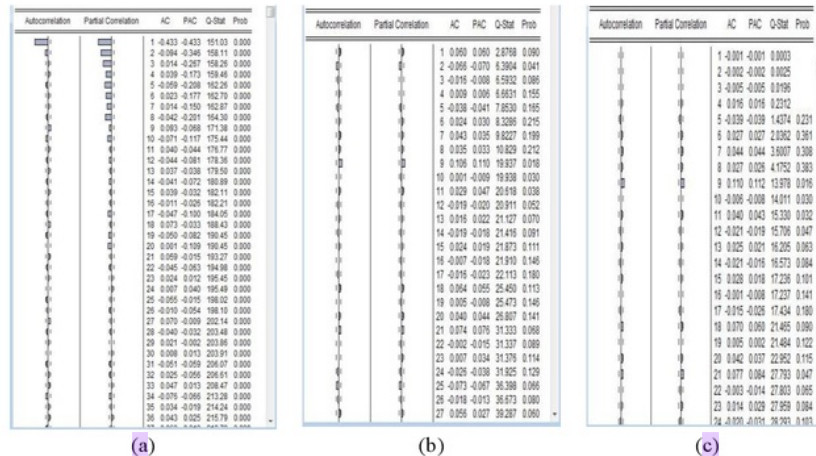 Autocorrelation Partial Correlation AC PAC Q-Stat Prob
1 -0.433 -0.433 151.03 0.000
2 -0.094 -0.346 158.11 0.000
3 0.014 -0.267 158.26 0.000
4 0.039 -0.173 159.46 0.000
5 -0.059 -0.208 162.26 0.000
6 0.023 -0.177 162.70 0.000
7 0.014 -0.150 162.87 0.000
8 -0.042 -0.201 164.30 0.000
9 0.093 -0.068 171.38 0.000
10 -0.071 -0.117 175.44 0.000
11 0.040 -0.044 176.77 0.000
12 -0.044 -0.081 178.36 0.000
13 0.037 -0.038 179.50 0.000
14 -0.041 -0.072 180.89 0.000
15 0.039 -0.032 182.11 0.000
16 -0.011 -0.026 182.21 0.000
17 -0.047 -0.100 184.05 0.000
18 0.073 -0.033 188.43 0.000
19 -0.050 -0.082 190.45 0.000
20 0.001 -0.109 190.45 0.000
21 0.059 -0.015 193.27 0.000
22 -0.045 -0.063 194.98 0.000
23 0.024 0.012 195.45 0.000
24 0.007 0.040 195.49 0.000
25 -0.055 -0.015 198.02 0.000
26 -0.010 -0.054 198.10 0.000
27 0.070 -0.009 202.14 0.000
28 -0.040 -0.032 203.48 0.000
29 0.021 -0.002 203.86 0.000
30 0.008 0.013 203.91 0.000
31 -0.051 -0.059 206.07 0.000
32 0.025 -0.056 206.61 0.000
33 0.047 0.013 208.47 0.000
34 -0.076 -0.065 213.28 0.000
35 0.034 -0.019 214.24 0.000
36 0.043 0.025 215.79 0.000
(a)
Autocorrelation Partial Correlation AC PAC Q-Stat Prob
1 0.060 0.060 2.8768 0.090
2 -0.066 -0.070 6.3904 0.041
3 -0.016 -0.008 6.5932 0.086
4 0.009 0.006 6.6631 0.155
5 -0.038 -0.041 7.8530 0.165
6 0.024 0.030 8.3286 0.215
7 0.043 0.035 9.8227 0.199
8 0.035 0.033 10.829 0.212
9 0.106 0.110 19.937 0.018
10 0.001 -0.009 19.938 0.030
11 0.029 0.047 20.618 0.038
12 -0.019 -0.020 20.911 0.052
13 0.016 0.022 21.127 0.070
14 -0.019 -0.018 21.416 0.091
15 0.024 0.019 21.873 0.111
16 -0.007 -0.018 21.910 0.146
17 -0.016 -0.023 22.113 0.180
18 0.064 0.055 25.450 0.113
19 0.005 -0.008 25.473 0.146
20 0.040 0.044 26.807 0.141
21 0.074 0.076 31.333 0.068
22 -0.002 -0.015 31.337 0.089
23 0.007 0.034 31.376 0.114
24 -0.026 -0.038 31.925 0.129
25 -0.073 -0.067 36.398 0.066
26 -0.018 -0.013 36.673 0.080
27 0.056 0.027 39.287 0.060
(b)
Autocorrelation Partial Correlation AC PAC Q-Stat Prob
1 -0.001 -0.001 0.0003
2 -0.002 -0.002 0.0025
3 -0.005 -0.005 0.0196
4 0.016 0.016 0.2312
5 -0.039 -0.039 1.4374 0.231
6 0.027 0.027 2.0362 0.361
7 0.044 0.044 3.6007 0.308
8 0.027 0.026 4.1752 0.383
9 0.110 0.112 13.978 0.016
10 -0.006 -0.008 14.011 0.030
11 0.040 0.043 15.330 0.032
12 -0.021 -0.019 15.706 0.047
13 0.025 0.021 16.205 0.063
14 -0.021 -0.016 16.573 0.084
15 0.028 0.018 17.236 0.101
16 -0.001 -0.008 17.237 0.141
17 -0.015 -0.026 17.434 0.180
18 0.070 0.060 21.465 0.090
19 0.005 0.002 21.484 0.122
20 0.042 0.037 22.952 0.115
21 0.077 0.084 27.793 0.047
22 -0.003 -0.014 27.803 0.065
23 0.014 0.029 27.959 0.084
24 -0.020 -0.031 28.293 0.103
(c)